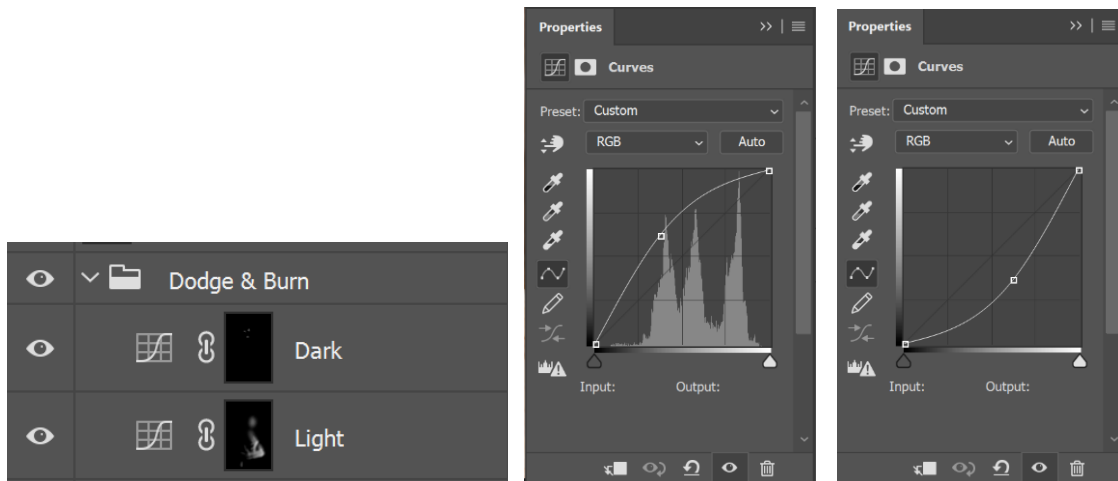 Dodge & Burn
Dark
Light
Properties
Curves
Preset: Custom
RGB Auto
Input: Output:
Properties
Curves
Preset: Custom
RGB Auto
Input: Output: